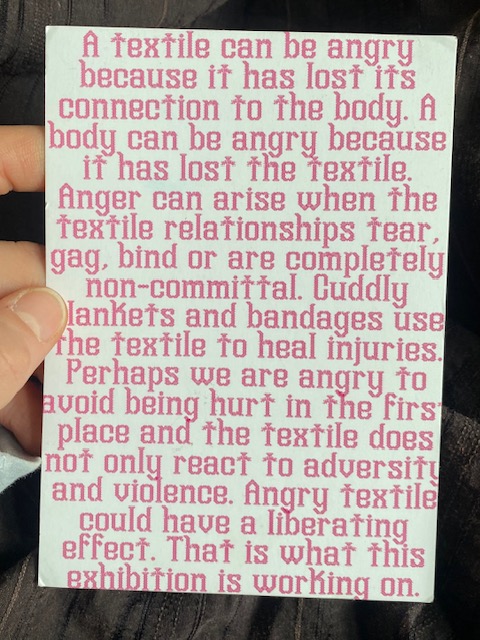 A textile can be angry
because it has lost its
connection to the body. A
body can be angry because
it has lost the textile.
Anger can arise when the
textile relationships tear,
gag, bind or are completely
non-committal. Cuddly
lankets and bandages use
the textile to heal injuries.
Perhaps we are angry to
avoid being hurt in the first
place and the textile does
not only react to adversity
and violence. Angry textile
could have a liberating
effect. That is what this
exhibition is working on.